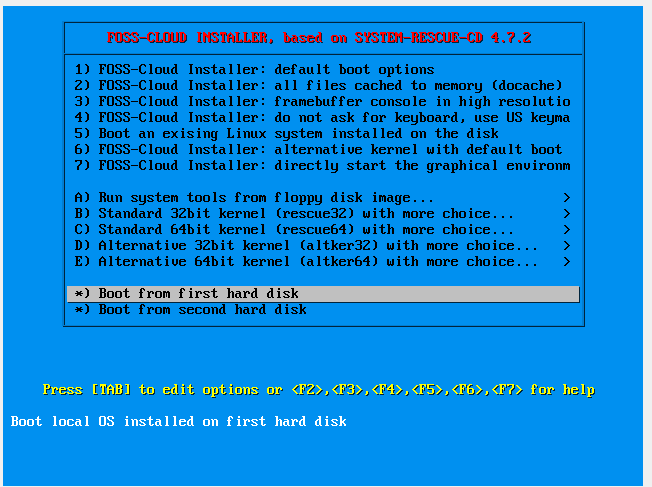 FOSS-CLOUD INSTALLER, based on SYSTEM-RESCUE-CD 4.7.2
1) FOSS-Cloud Installer: default boot options
2) FOSS-Cloud Installer: all files cached to memory (docache)
3) FOSS-Cloud Installer: framebuffer console in high resolutio
4) FOSS-Cloud Installer: do not ask for keyboard, use US keyma
5) Boot an exising Linux system installed on the disk
6) FOSS-Cloud Installer: alternative kernel with default boot
7) FOSS-Cloud Installer: directly start the graphical environm
A) Run system tools from floppy disk image... >
B) Standard 32bit kernel (rescue32) with more choice... >
C) Standard 64bit kernel (rescue64) with more choice... >
D) Alternative 32bit kernel (altker32) with more choice... >
E) Alternative 64bit kernel (altker64) with more choice... >
*) Boot from first hard disk
*) Boot from second hard disk
Press [TAB] to edit options or <F2>,<F3>,<F4>,<F5>,<F6>,<F7> for help
Boot local OS installed on first hard disk